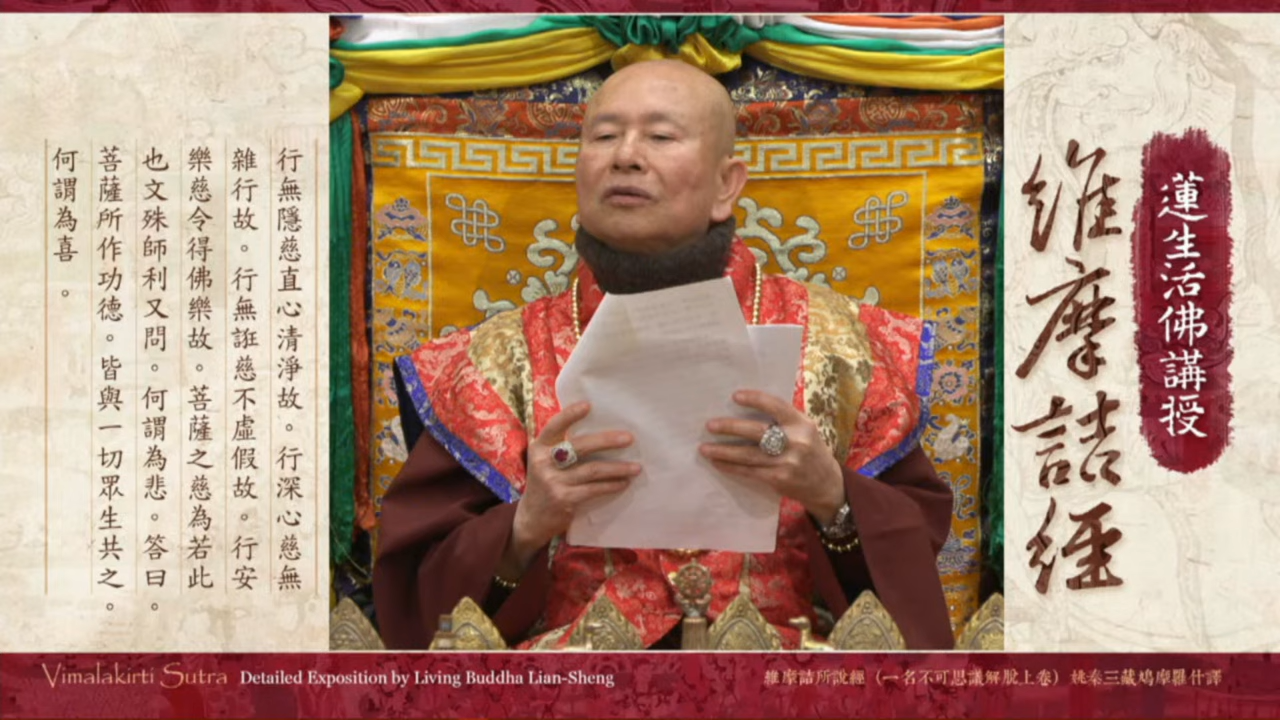 蓮生活佛講授
維摩詰經
行無隱慈直心清淨故。行深心慈無
雜行故。行無誑慈不虛假故。行安
樂慈令得佛樂故。菩薩之慈為若此
也文殊師利又問。何謂為悲。答曰。
菩薩所作功德。皆與一切眾生共之。
何謂為喜。
Vimalakirti Sutra Detailed Exposition by Living Buddha Lian-Sheng
維摩詰所說經（一名不可思議解脫上卷）姚秦三藏鳩摩羅什譯